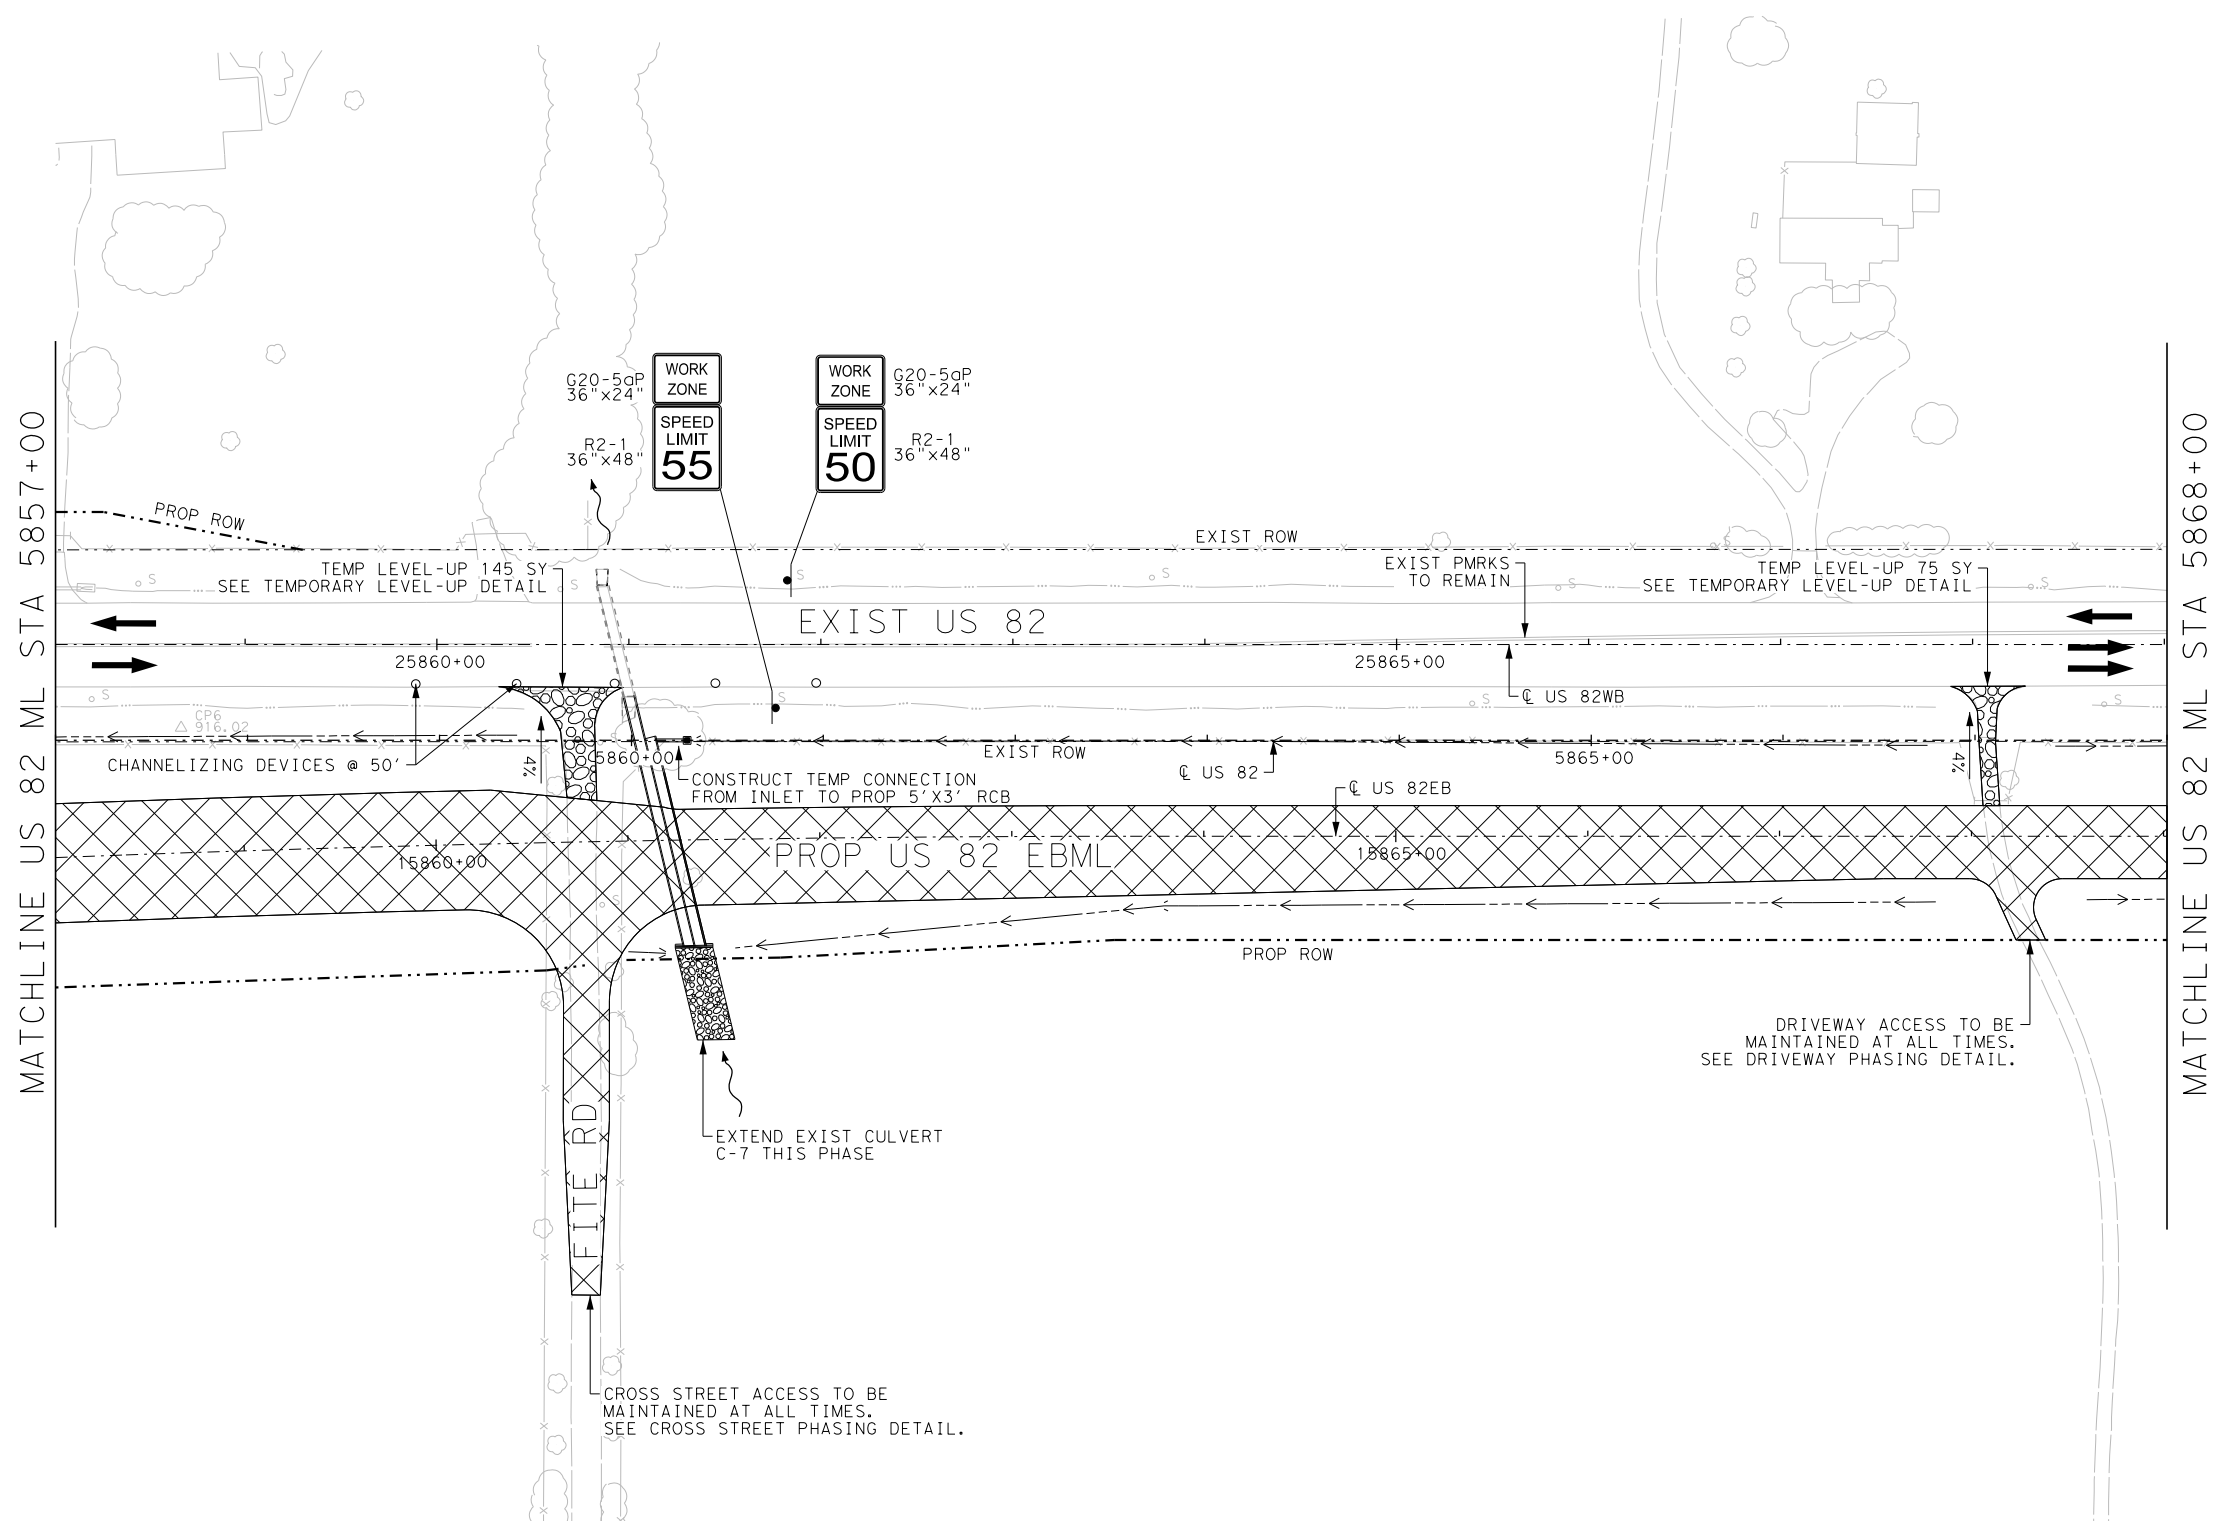 MATCHLINE US 82 ML STA 5857+00
G20-5aP
36"x24"
R2-1
36"x48"
WORK
ZONE
SPEED
LIMIT
55
WORK
ZONE
SPEED
LIMIT
50
G20-5aP
36"x24"
R2-1
36"x48"
PROP ROW
EXIST ROW
TEMP LEVEL-UP 145 SY
SEE TEMPORARY LEVEL-UP DETAIL
S
S
S
S
S
S
S
EXIST PMRKS
TO REMAIN
TEMP LEVEL-UP 75 SY
SEE TEMPORARY LEVEL-UP DETAIL
EXIST US 82
25860+00
25865+00
℄ US 82WB
S
S
S
S
CP6
916.02
CHANNELIZING DEVICES @ 50'
4%
5860+00
EXIST ROW
℄ US 82
5865+00
4%
CONSTRUCT TEMP CONNECTION
FROM INLET TO PROP 5'X3' RCB
℄ US 82EB
15860+00
PROP US 82 EBML
15865+00
S
PROP ROW
DRIVEWAY ACCESS TO BE
MAINTAINED AT ALL TIMES.
SEE DRIVEWAY PHASING DETAIL.
EXTEND EXIST CULVERT
C-7 THIS PHASE
FITE RD
CROSS STREET ACCESS TO BE
MAINTAINED AT ALL TIMES.
SEE CROSS STREET PHASING DETAIL.
MATCHLINE US 82 ML STA 5868+00